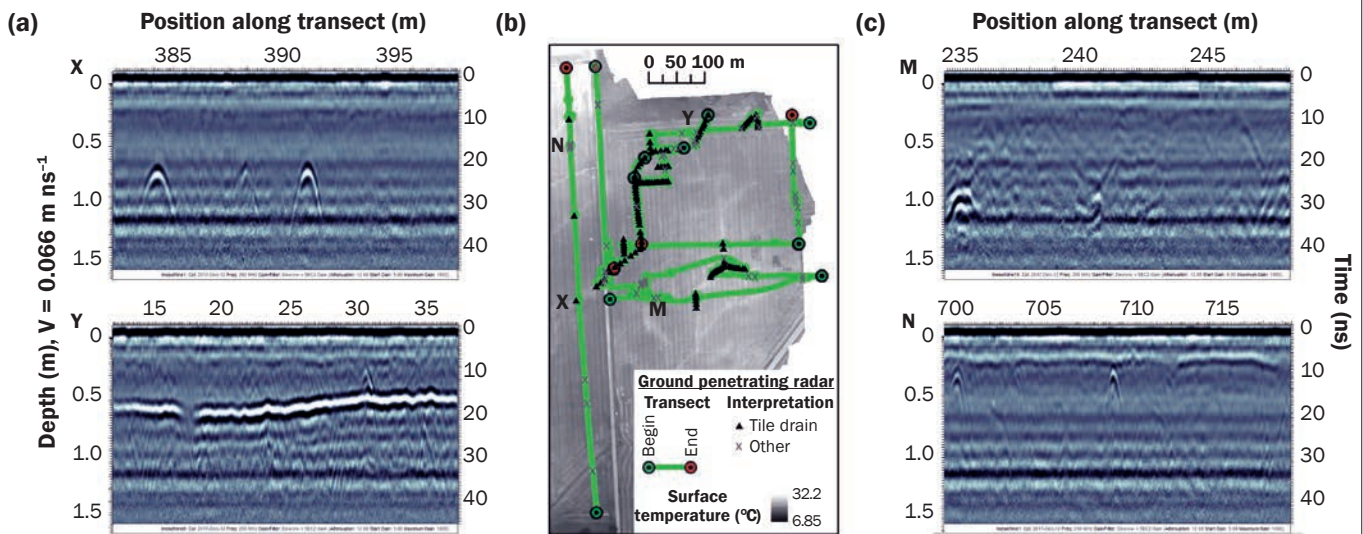 (a)
Position along transect (m)
X
385
391
395
0
0.5
1.0
1.5
0
10
20
30
40
Y
15
20
25
30
35
0
0.5
1.0
1.5
0
10
20
30
40
Depth (m), V = 0.066 m ns⁻¹
(b)
0 50 100 m
Y
N
X
M
Ground penetrating radar
Transect
Interpretation
Begin
End
Tile drain
Other
Surface
temperature (°C)
32.2
6.85
(c)
Position along transect (m)
M
235
240
245
0
0.5
1.0
1.5
0
10
20
30
40
N
700
705
710
715
0
0.5
1.0
1.5
0
10
20
30
40
Time (ns)